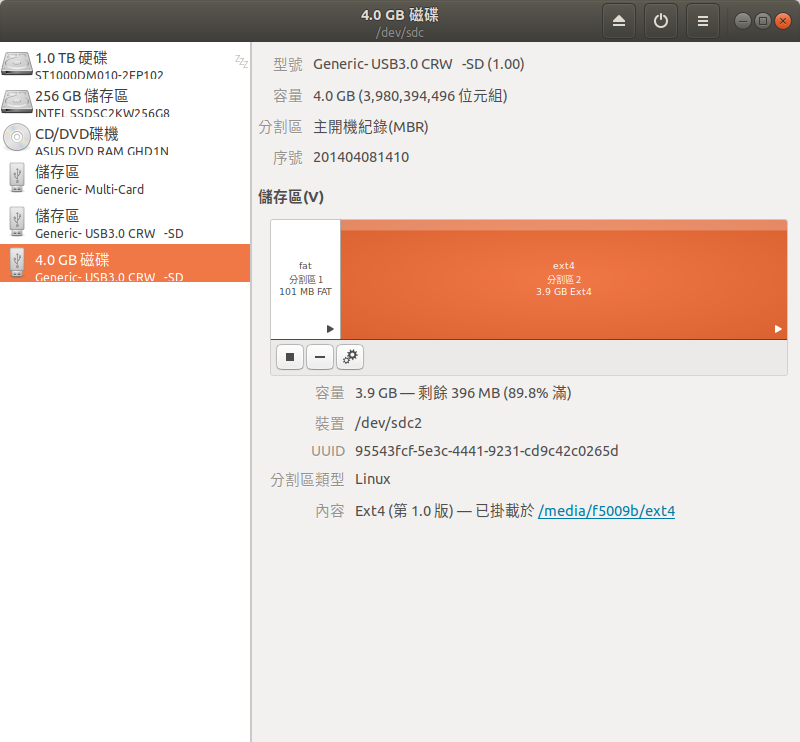 4.0 GB 磁碟
/dev/sdc
1.0 TB 硬碟
ST1000DM010-2EP102
256 GB 儲存區
INTEL SSDSC2KW256G8
CD/DVD碟機
ASUS DVD RAM GHD1N
儲存區
Generic- Multi-Card
儲存區
Generic- USB3.0 CRW -SD
4.0 GB 磁碟
Generic- USB3.0 CRW -SD
型號 Generic- USB3.0 CRW -SD (1.00)
容量 4.0 GB (3,980,394,496 位元組)
分割區 主開機紀錄(MBR)
序號 201404081410
儲存區(V)
fat
分割區 1
101 MB FAT
ext4
分割區 2
3.9 GB Ext4
容量 3.9 GB — 剩餘 396 MB (89.8% 滿)
裝置 /dev/sdc2
UUID 95543fcf-5e3c-4441-9231-cd9c42c0265d
分割區類型 Linux
內容 Ext4 (第 1.0 版) — 已掛載於 /media/f5009b/ext4